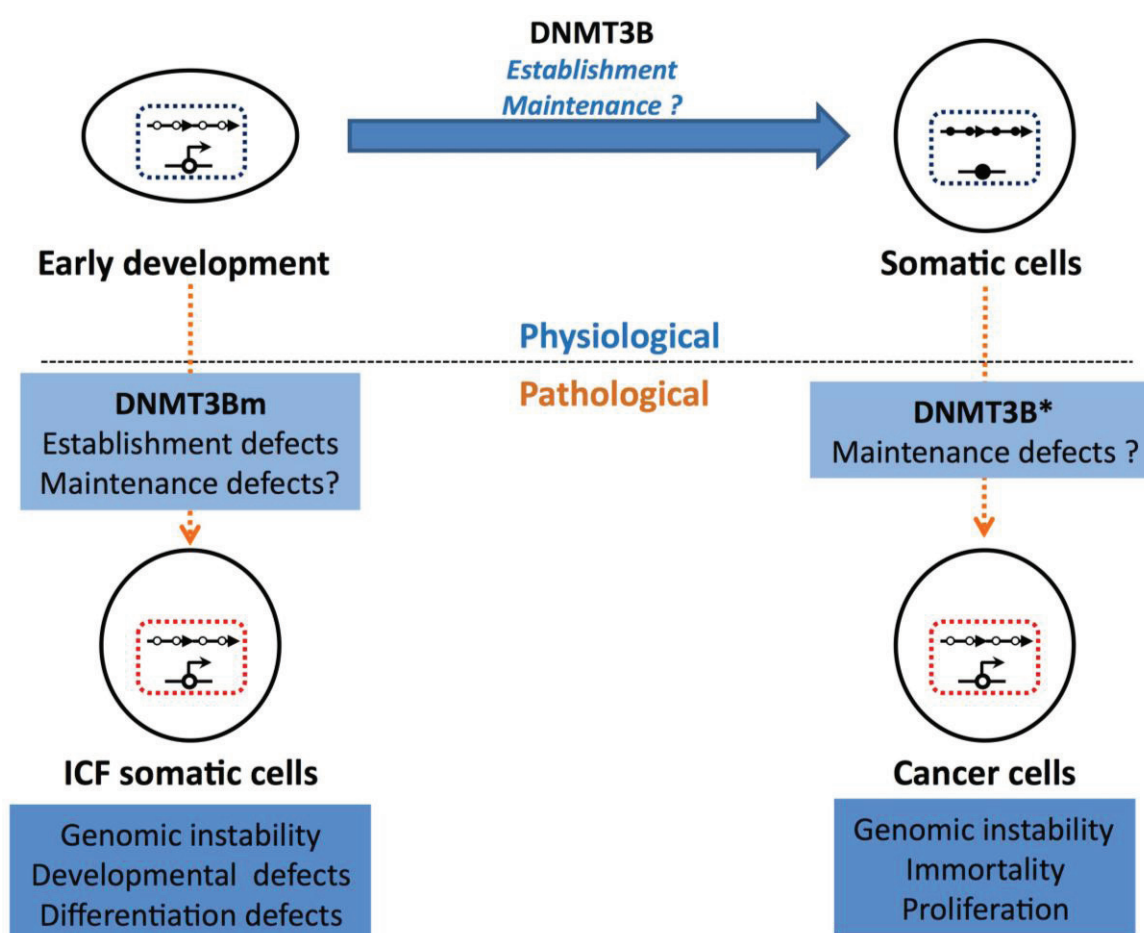 DNMT3B
Establishment
Maintenance ?
Early development
Somatic cells
Physiological
Pathological
DNMT3Bm
Establishment defects
Maintenance defects?
DNMT3B*
Maintenance defects ?
ICF somatic cells
Cancer cells
Genomic instability
Developmental defects
Differentiation defects
Genomic instability
Immortality
Proliferation